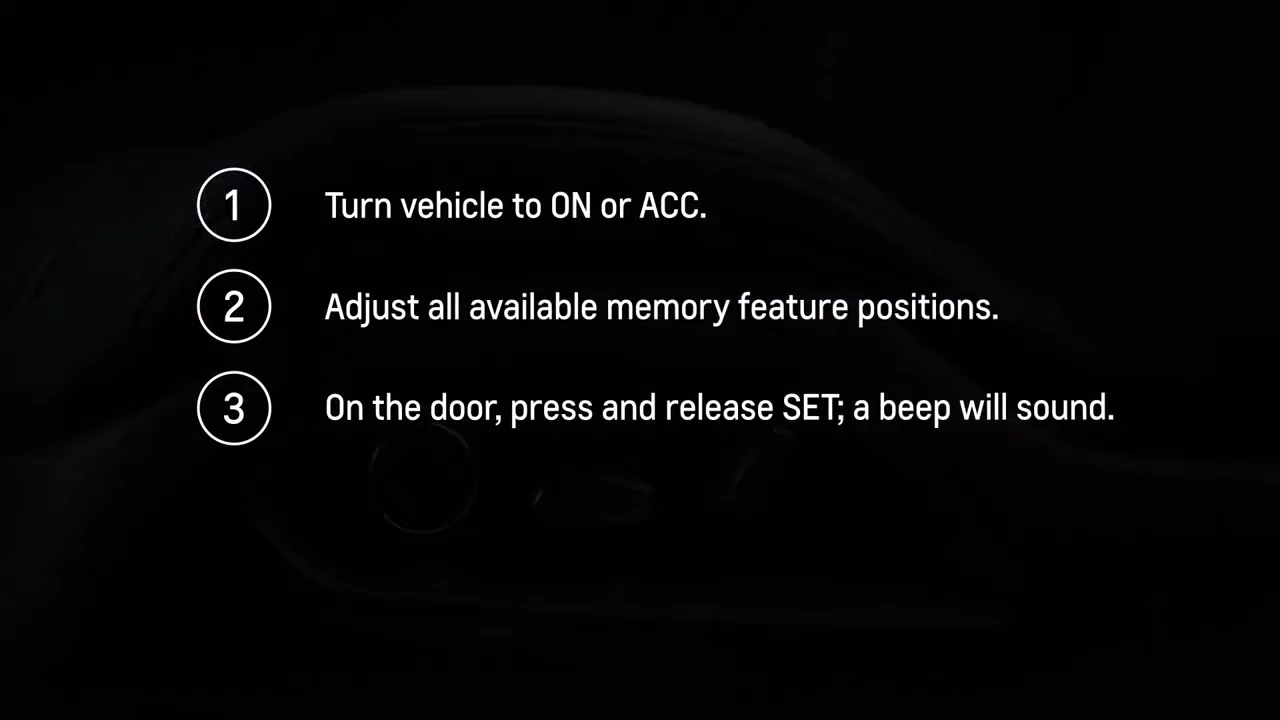 1 Turn vehicle to ON or ACC.
2 Adjust all available memory feature positions.
3 On the door, press and release SET; a beep will sound.